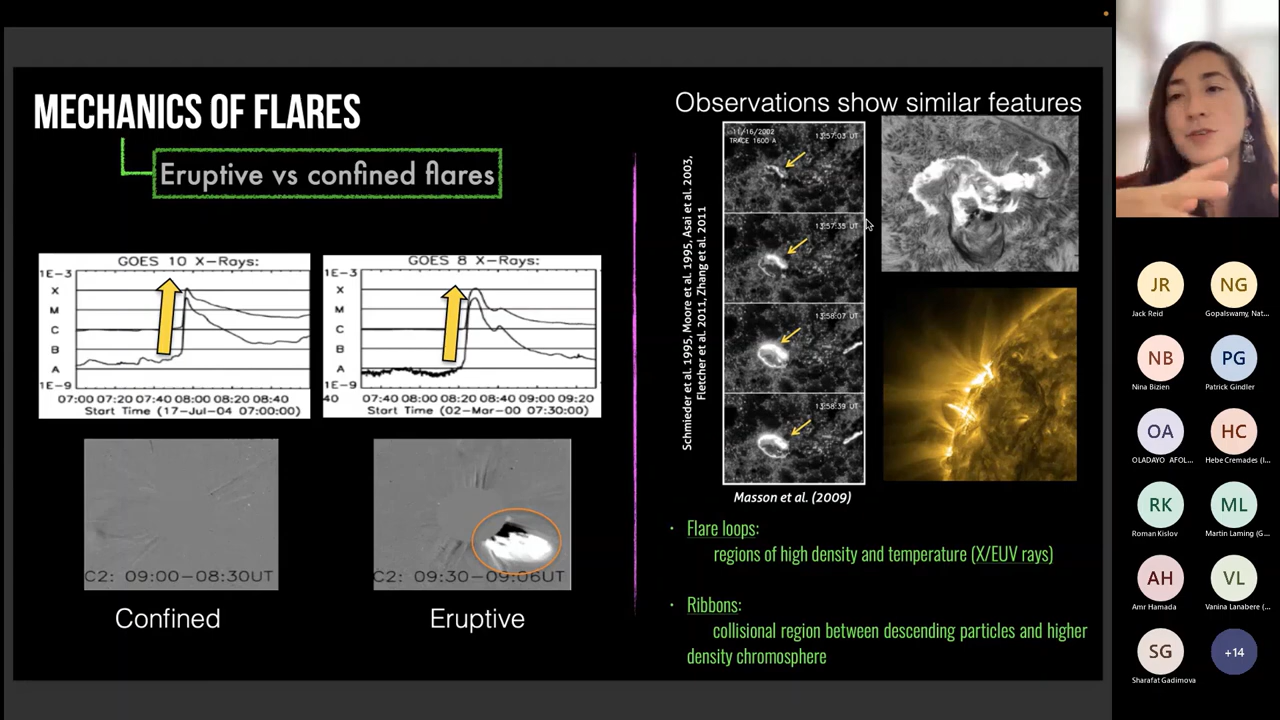 MECHANICS OF FLARES
Eruptive vs confined flares
GOES 10 X-Rays:
1E-3
X
M
C
B
A
1E-9
07:00 07:20 07:40 08:00 08:20 08:40
Start Time (17-Jul-04 07:00:00)
GOES 8 X-Rays:
1E-3
X
M
C
B
A
1E-9
07:40 08:00 08:20 08:40 09:00 09:20
Start Time (02-Mar-00 07:30:00)
C2: 09:00-08:30UT
Confined
C2: 09:30-09:06UT
Eruptive
Observations show similar features
Schmieder et al. 1995, Moore et al. 1995, Asai et al. 2003,
Fletcher et al. 2011, Zhang et al. 2011
11/16/2002
TRACE 1600 A
13:57:03 UT
13:57:35 UT
13:58:07 UT
13:58:39 UT
Masson et al. (2009)
• Flare loops:
regions of high density and temperature (X/EUV rays)
• Ribbons:
collisional region between descending particles and higher
density chromosphere
JR
Jack Reid
NG
Gopalswamy, Nat...
NB
Nina Bizien
PG
Patrick Gindler
OA
OLADAYO AFOL...
HC
Hebe Cremades (I...
RK
Roman Kislov
ML
Martin Laming (G...
AH
Amr Hamada
VL
Vanina Lanabere (...
SG
Sharafat Gadimova
+14